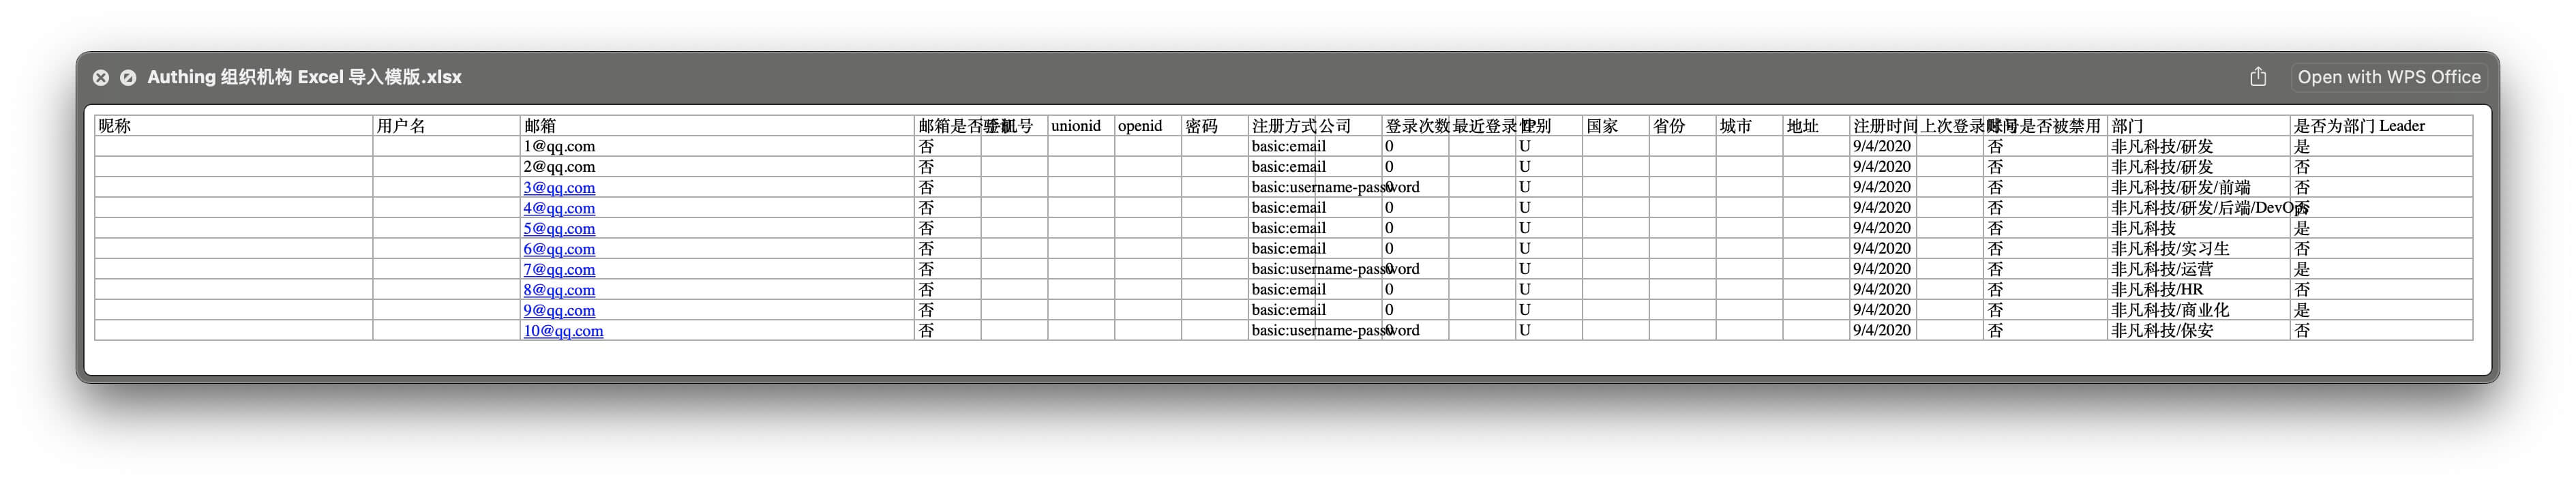 Authing 组织机构 Excel 导入模版.xlsx Open with WPS Office
昵称 用户名 邮箱 邮箱是否验证 手机号 unionid openid 密码 注册方式 公司 登录次数 最近登录 IP 性别 国家 省份 城市 地址 注册时间 上次登录时间 账号是否被禁用 部门 是否为部门 Leader
1@qq.com 否 basic:email 0 U 9/4/2020 否 非凡科技/研发 是
2@qq.com 否 basic:email 0 U 9/4/2020 否 非凡科技/研发 否
3@qq.com 否 basic:username-password 0 U 9/4/2020 否 非凡科技/研发/前端 否
4@qq.com 否 basic:email 0 U 9/4/2020 否 非凡科技/研发/后端/DevOps 否
5@qq.com 否 basic:email 0 U 9/4/2020 否 非凡科技 是
6@qq.com 否 basic:email 0 U 9/4/2020 否 非凡科技/实习生 否
7@qq.com 否 basic:username-password 0 U 9/4/2020 否 非凡科技/运营 是
8@qq.com 否 basic:email 0 U 9/4/2020 否 非凡科技/HR 否
9@qq.com 否 basic:email 0 U 9/4/2020 否 非凡科技/商业化 是
10@qq.com 否 basic:username-password 0 U 9/4/2020 否 非凡科技/保安 否